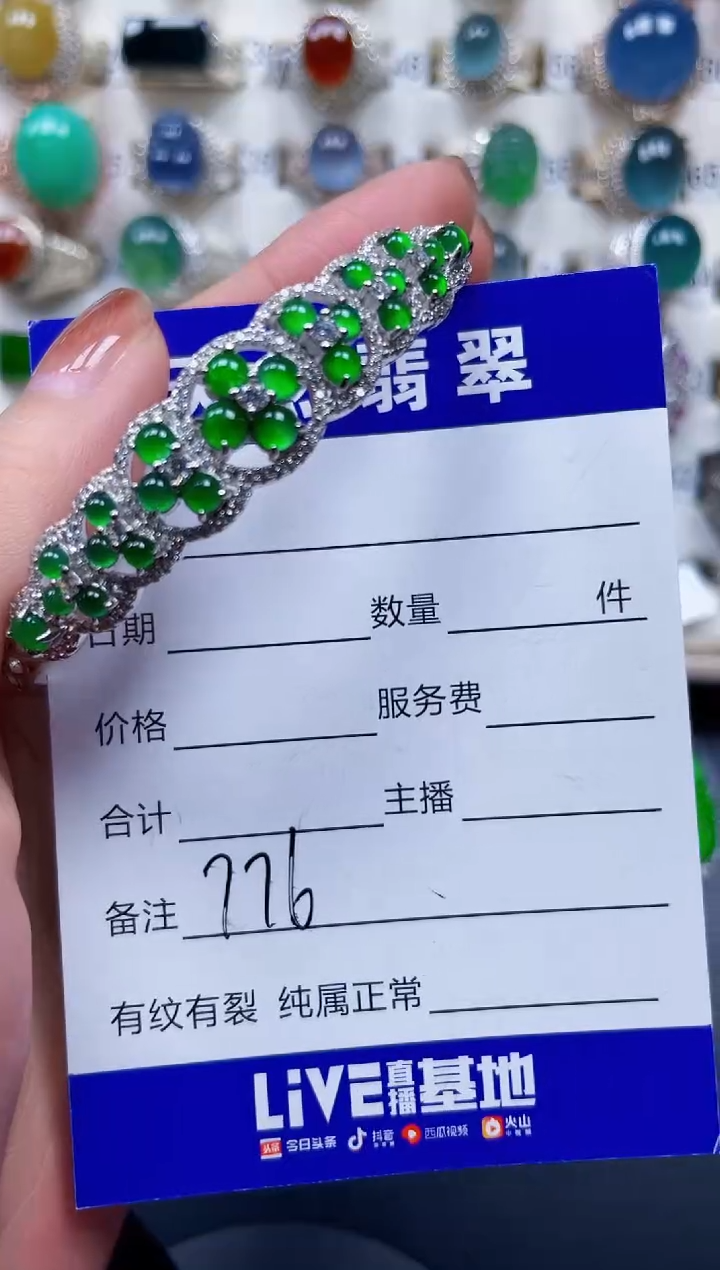 翡翠
日期 数量 件
价格 服务费
合计 主播
备注 776
有纹有裂 纯属正常
LiVE直播基地
头条 今日头条 抖音 西瓜视频 火山